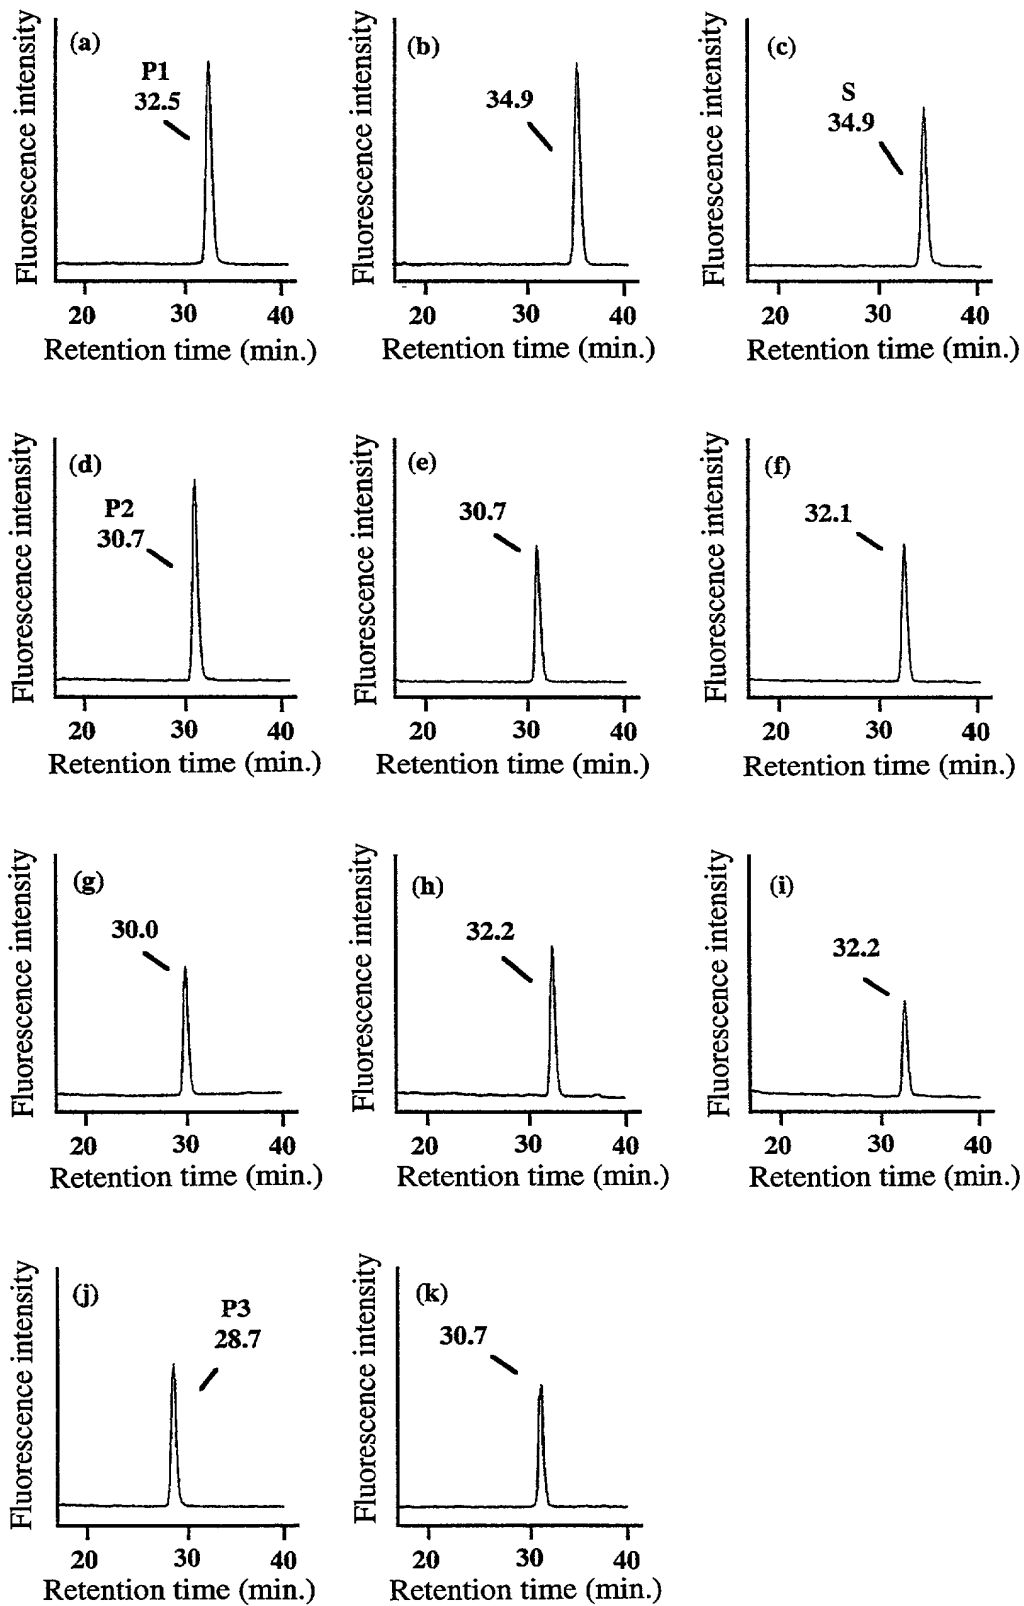 Fluorescence intensity
(a)
P1
32.5
20 30 40
Retention time (min.)
Fluorescence intensity
(b)
34.9
20 30 40
Retention time (min.)
Fluorescence intensity
(c)
S
34.9
20 30 40
Retention time (min.)
Fluorescence intensity
(d)
P2
30.7
20 30 40
Retention time (min.)
Fluorescence intensity
(e)
30.7
20 30 40
Retention time (min.)
Fluorescence intensity
(f)
32.1
20 30 40
Retention time (min.)
Fluorescence intensity
(g)
30.0
20 30 40
Retention time (min.)
Fluorescence intensity
(h)
32.2
20 30 40
Retention time (min.)
Fluorescence intensity
(i)
32.2
20 30 40
Retention time (min.)
Fluorescence intensity
(j)
P3
28.7
20 30 40
Retention time (min.)
Fluorescence intensity
(k)
30.7
20 30 40
Retention time (min.)